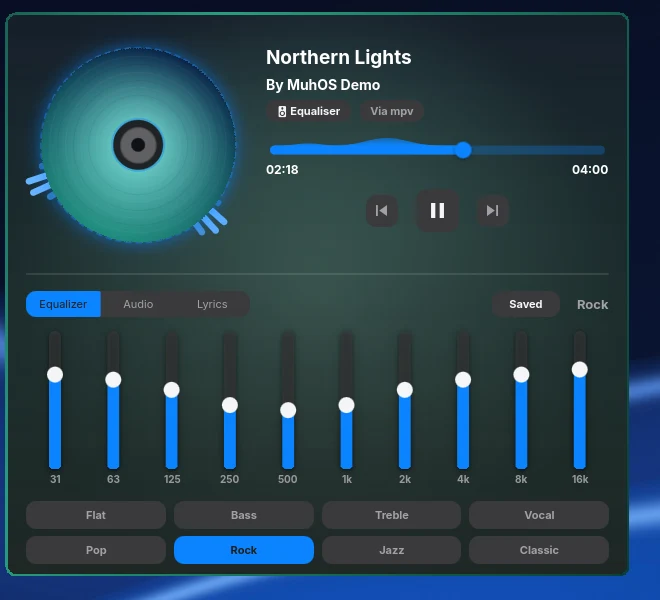 Northern Lights
By MuhOS Demo
Equaliser Via mpv
02:18 04:00
Equalizer Audio Lyrics Saved Rock
31 63 125 250 500 1k 2k 4k 8k 16k
Flat Bass Treble Vocal
Pop Rock Jazz Classic